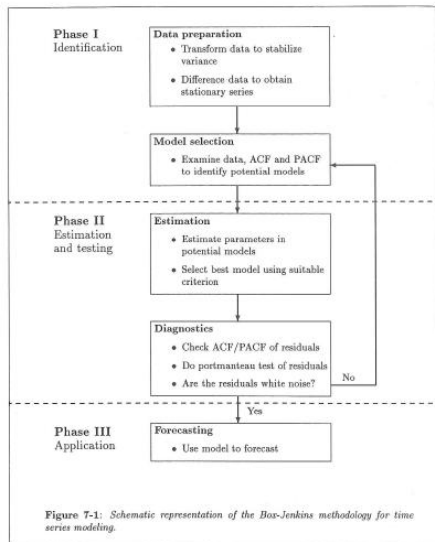 Phase I
Identification
Data preparation
• Transform data to stabilize
variance
• Difference data to obtain
stationary series
Model selection
• Examine data, ACF and PACF
to identify potential models
Phase II
Estimation
and testing
Estimation
• Estimate parameters in
potential models
• Select best model using suitable
criterion
Diagnostics
• Check ACF/PACF of residuals
• Do portmanteau test of residuals
• Are the residuals white noise?
No
Yes
Phase III
Application
Forecasting
• Use model to forecast
Figure 7-1: Schematic representation of the Box-Jenkins methodology for time
series modeling.